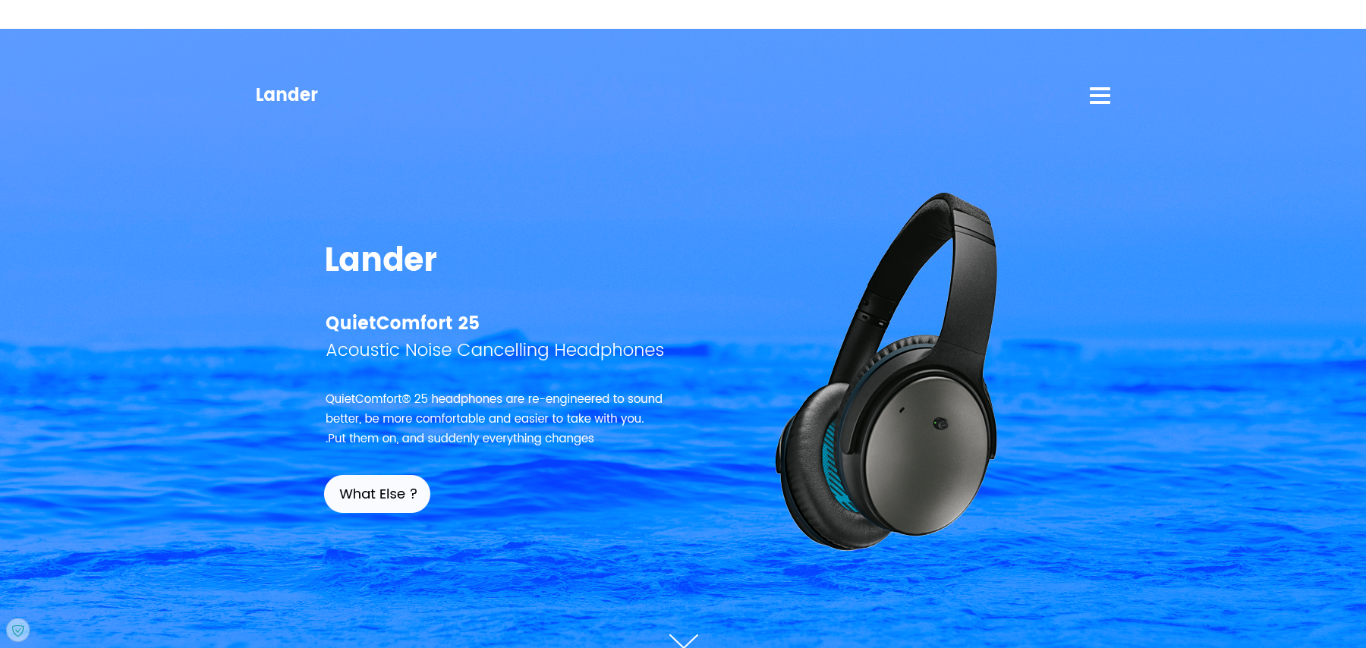 Lander
Lander
QuietComfort 25
Acoustic Noise Cancelling Headphones
QuietComfort® 25 headphones are re-engineered to sound
better, be more comfortable and easier to take with you.
.Put them on, and suddenly everything changes
What Else ?